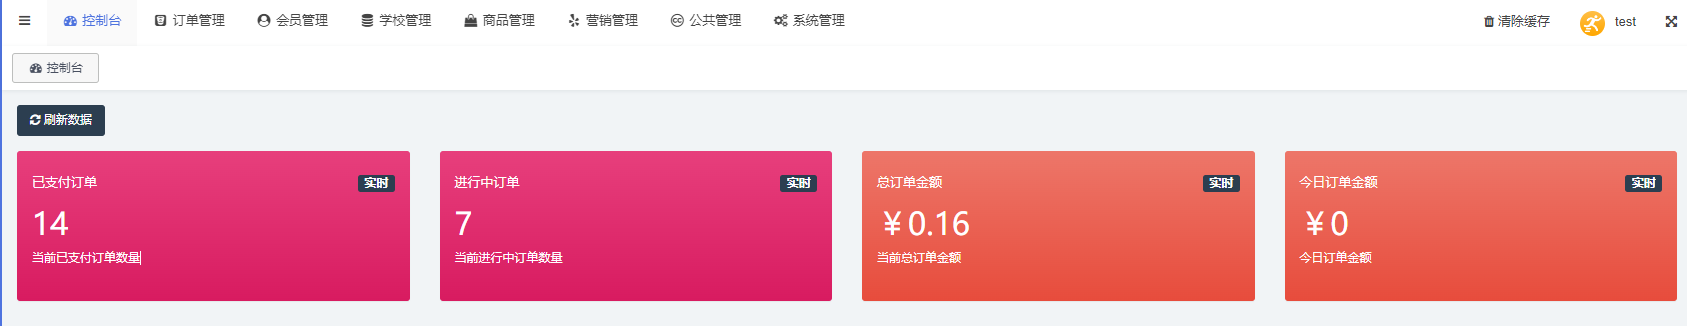 控制台 订单管理 会员管理 学校管理 商品管理 营销管理 公共管理 系统管理 清除缓存 test
控制台
刷新数据
已支付订单 实时
14
当前已支付订单数量
进行中订单 实时
7
当前进行中订单数量
总订单金额 实时
￥0.16
当前总订单金额
今日订单金额 实时
￥0
今日订单金额